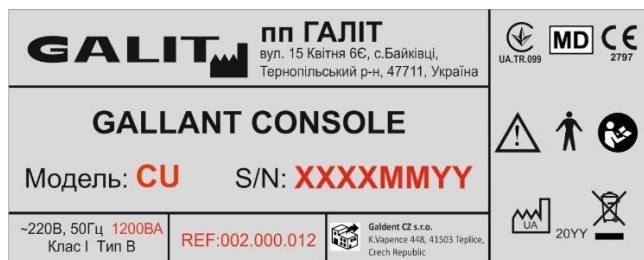 GALIT
пп ГАЛІТ
вул. 15 Квітня 6Є, с.Байківці,
Тернопільський р-н, 47711, Україна
UA.TR.099
MD
CE
2797
GALLANT CONSOLE
Модель: CU
S/N: XXXXMMYY
UA
20YY
~220В, 50Гц 1200ВА
Клас І Тип В
REF:002.000.012
Galdent CZ s.r.o.
K.Vapence 448, 41503 Teplice,
Crech Republic